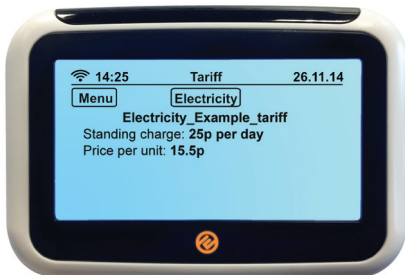 14:25 Tariff 26.11.14
Menu Electricity
Electricity_Example_tariff
Standing charge: 25p per day
Price per unit: 15.5p